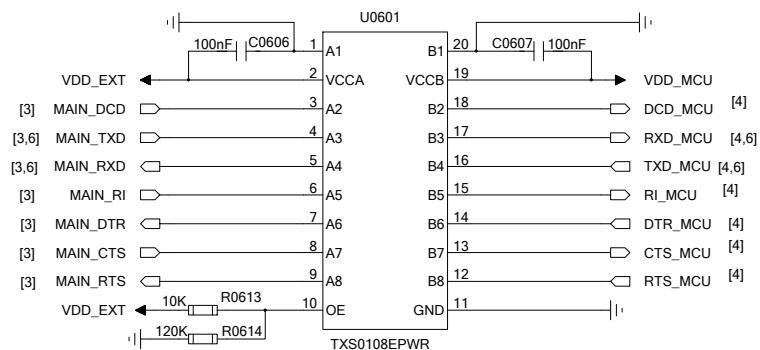 U0601
100nF C0606 1 A1 B1 20 C0607 100nF
VDD_EXT 2 VCCA VCCB 19 VDD_MCU
[3] MAIN_DCD 3 A2 B2 18 DCD_MCU [4]
[3,6] MAIN_TXD 4 A3 B3 17 RXD_MCU [4,6]
[3,6] MAIN_RXD 5 A4 B4 16 TXD_MCU [4,6]
[3] MAIN_RI 6 A5 B5 15 RI_MCU [4]
[3] MAIN_DTR 7 A6 B6 14 DTR_MCU [4]
[3] MAIN_CTS 8 A7 B7 13 CTS_MCU [4]
[3] MAIN_RTS 9 A8 B8 12 RTS_MCU [4]
VDD_EXT 10K R0613 10 OE GND 11
120K R0614
TXS0108EPWR